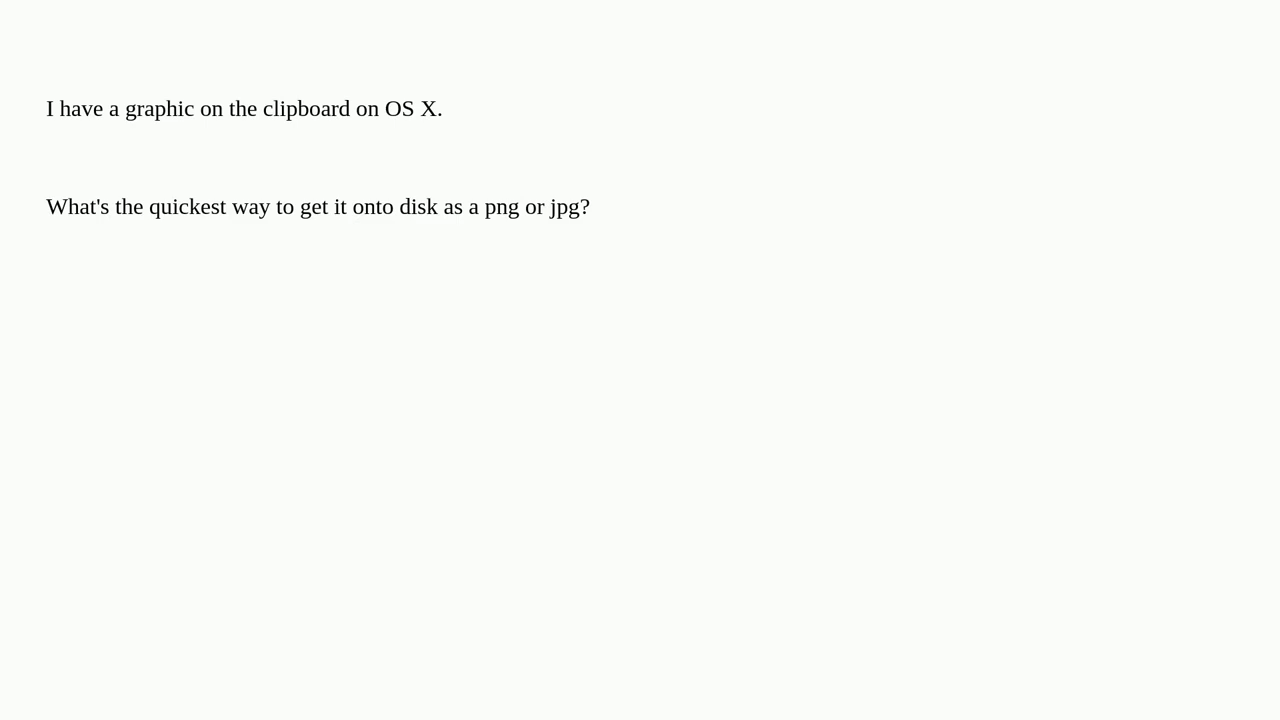 I have a graphic on the clipboard on OS X.
What's the quickest way to get it onto disk as a png or jpg?